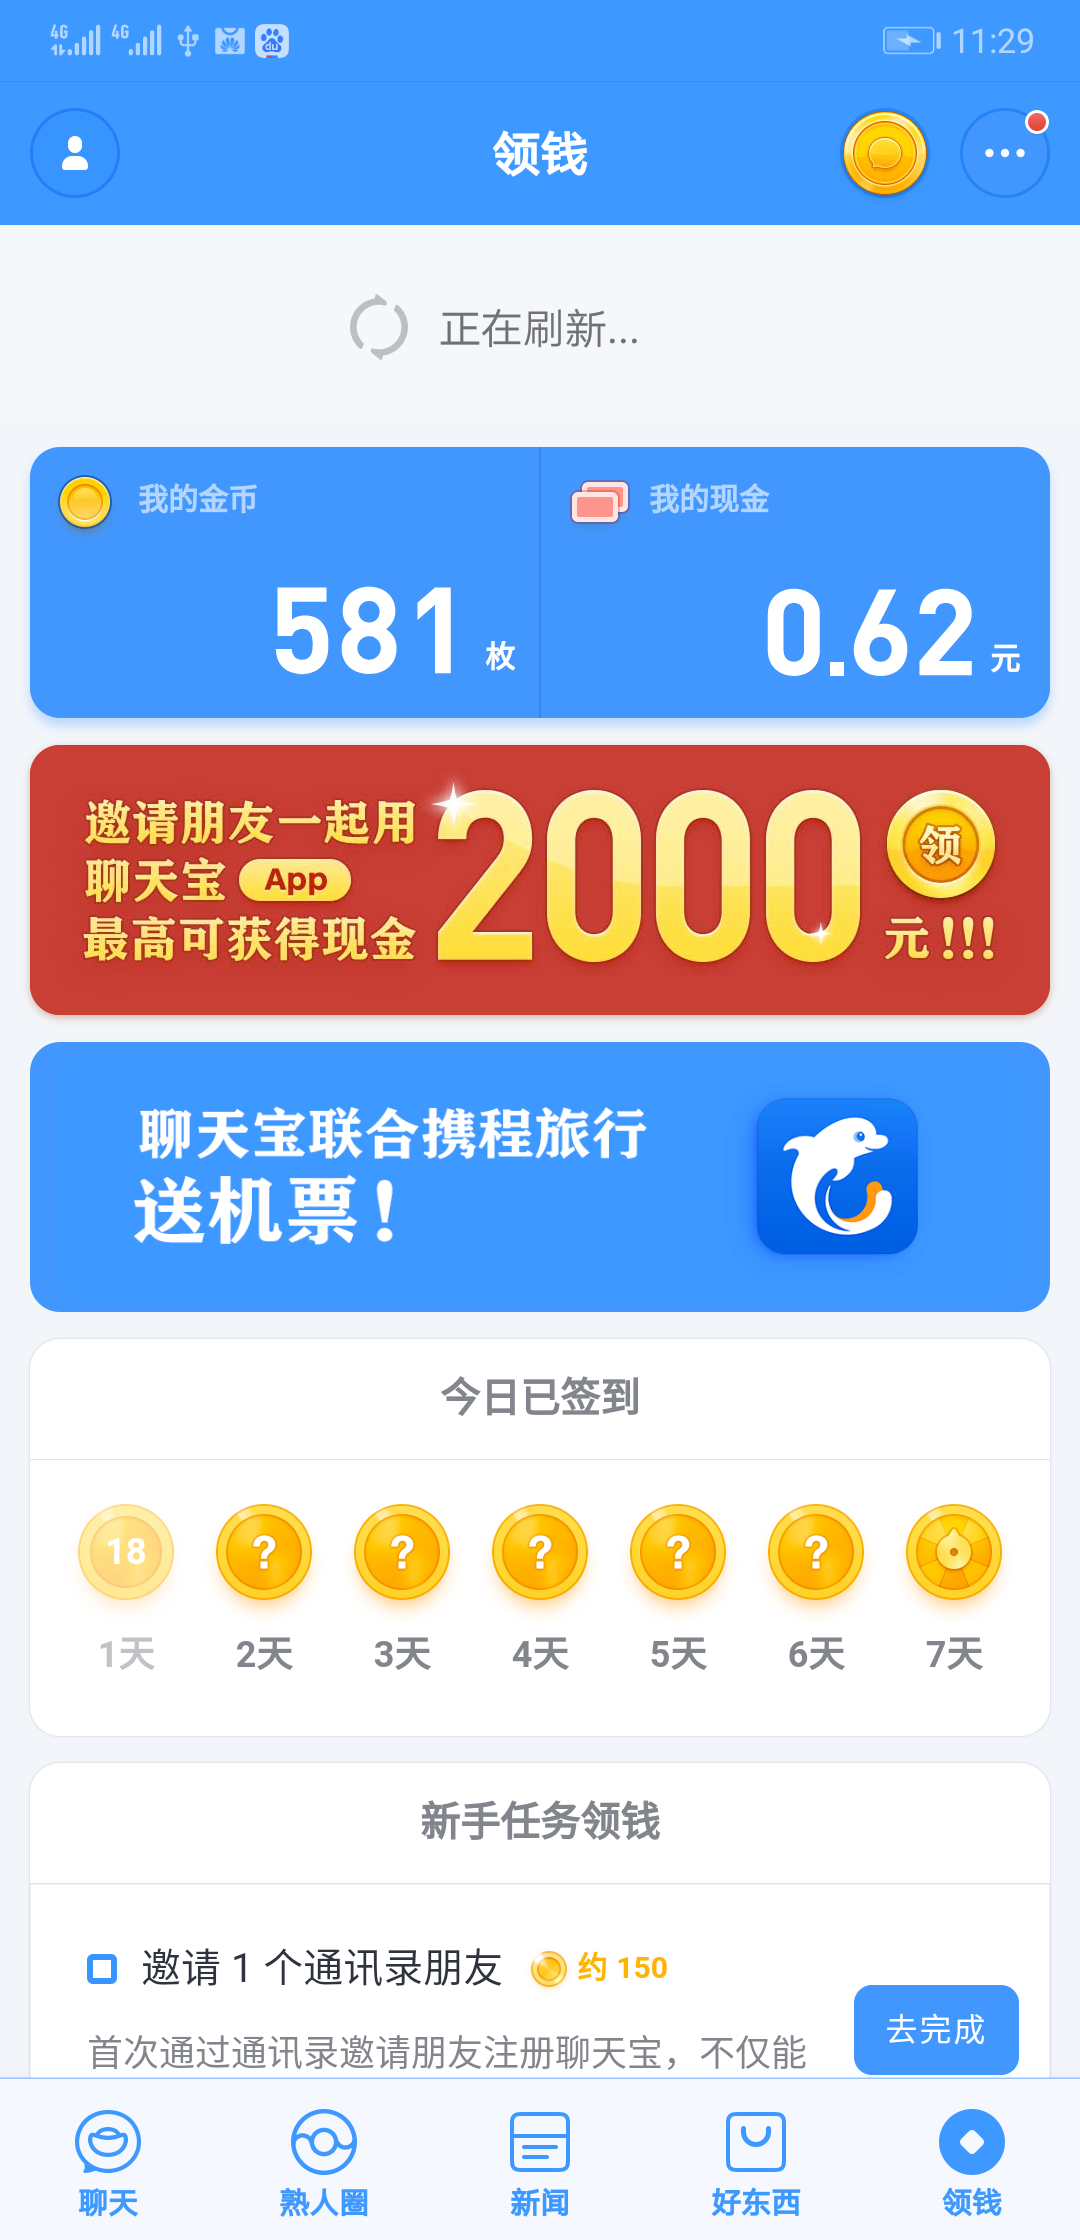 4G 4G 11:29
领钱
正在刷新...
我的金币 我的现金
581 枚 0.62 元
邀请朋友一起用
聊天宝 App
最高可获得现金 2000 领
元!!!
聊天宝联合携程旅行
送机票!
今日已签到
18 ? ? ? ? ?
1天 2天 3天 4天 5天 6天 7天
新手任务领钱
邀请 1 个通讯录朋友 约 150
首次通过通讯录邀请朋友注册聊天宝，不仅能 去完成
聊天 熟人圈 新闻 好东西 领钱